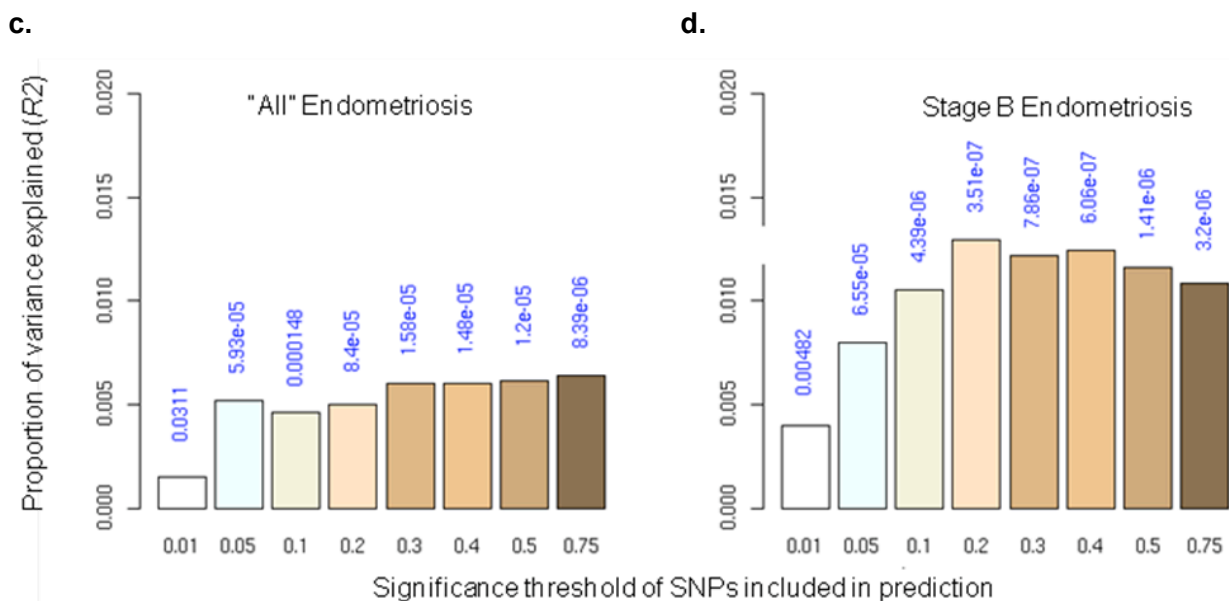 c.
d.
Proportion of variance explained (R2)
"All" Endometriosis
0.020
0.015
0.010
0.005
0.000
0.0311
5.93e-05
0.000148
8.4e-05
1.58e-05
1.48e-05
1.2e-05
8.39e-06
0.01 0.05 0.1 0.2 0.3 0.4 0.5 0.75
Stage B Endometriosis
0.020
0.015
0.010
0.005
0.000
0.00482
6.55e-05
4.39e-06
3.51e-07
7.86e-07
6.06e-07
1.41e-06
3.2e-06
0.01 0.05 0.1 0.2 0.3 0.4 0.5 0.75
Significance threshold of SNPs included in prediction